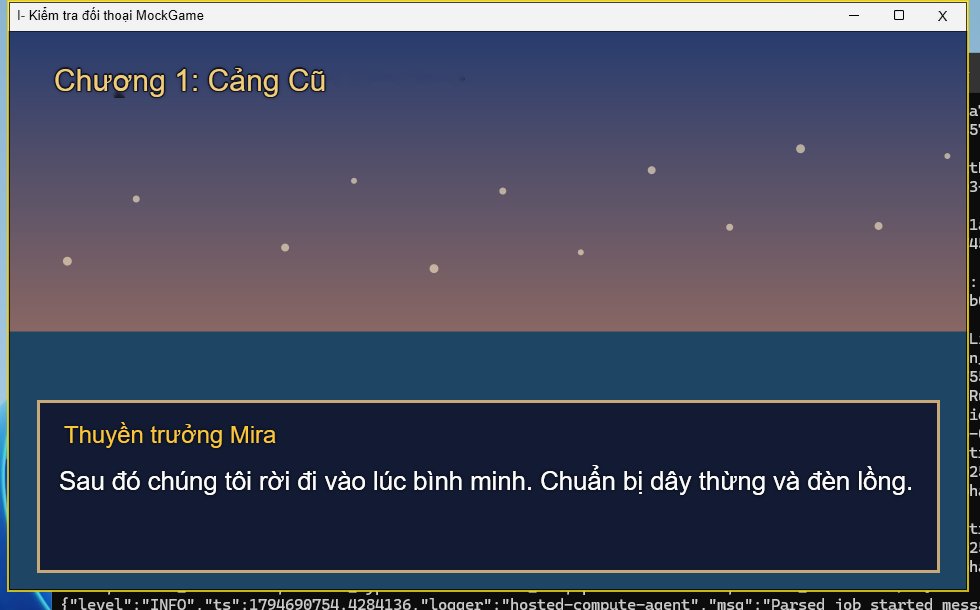 I- Kiểm tra đối thoại MockGame
Chương 1: Cảng Cũ
Thuyền trưởng Mira
Sau đó chúng tôi rời đi vào lúc bình minh. Chuẩn bị dây thừng và đèn lồng.
{"level":"INFO","ts":1794690754.4284136,"logger":"hosted-compute-agent","msg":"Parsed job started mes